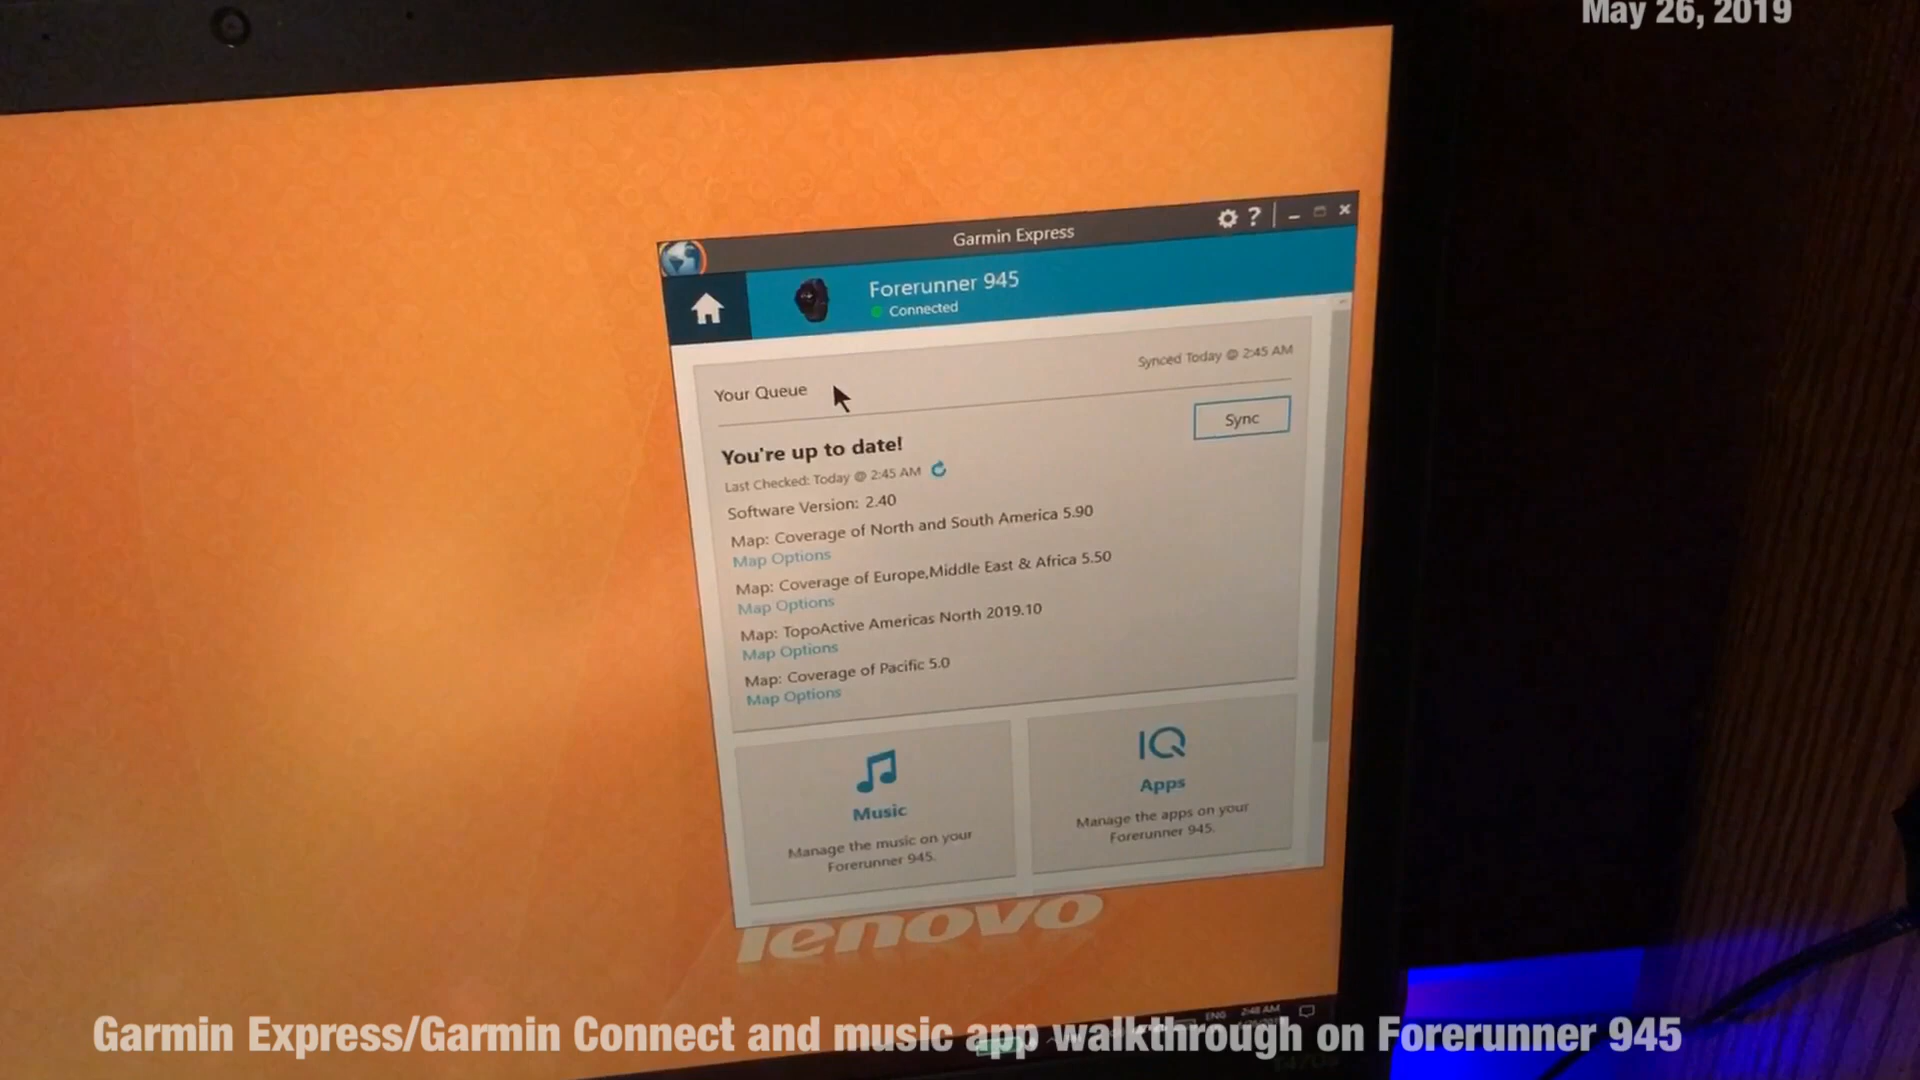 May 26, 2019
Garmin Express
?
Forerunner 945
Connected
Synced Today @ 2:45 AM
Your Queue
Sync
You're up to date!
Last Checked: Today @ 2:45 AM
Software Version: 2.40
Map: Coverage of North and South America 5.90
Map Options
Map: Coverage of Europe,Middle East & Africa 5.50
Map Options
Map: TopoActive Americas North 2019.10
Map Options
Map: Coverage of Pacific 5.0
Map Options
Music
Manage the music on your
Forerunner 945.
IQ
Apps
Manage the apps on your
Forerunner 945.
lenovo
ENG
2:48 AM
Garmin Express/Garmin Connect and music app walkthrough on Forerunner 945